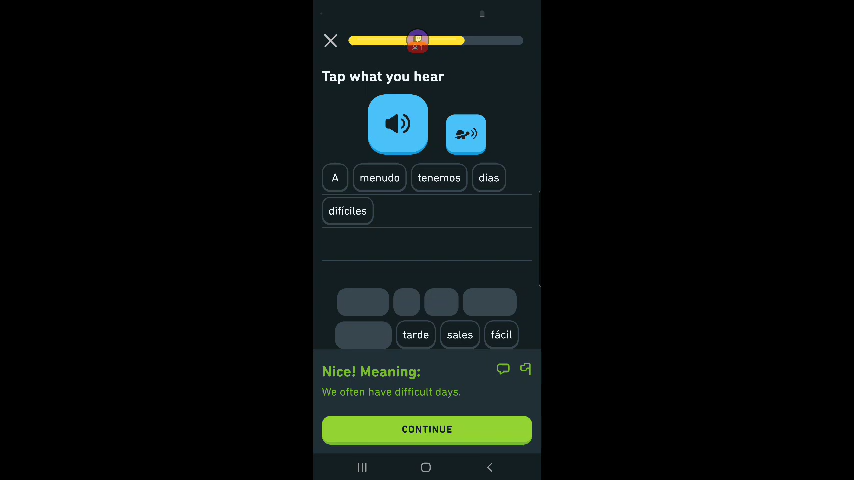 Tap what you hear
A menudo tenemos días
difíciles
tarde sales fácil
Nice! Meaning:
We often have difficult days.
CONTINUE